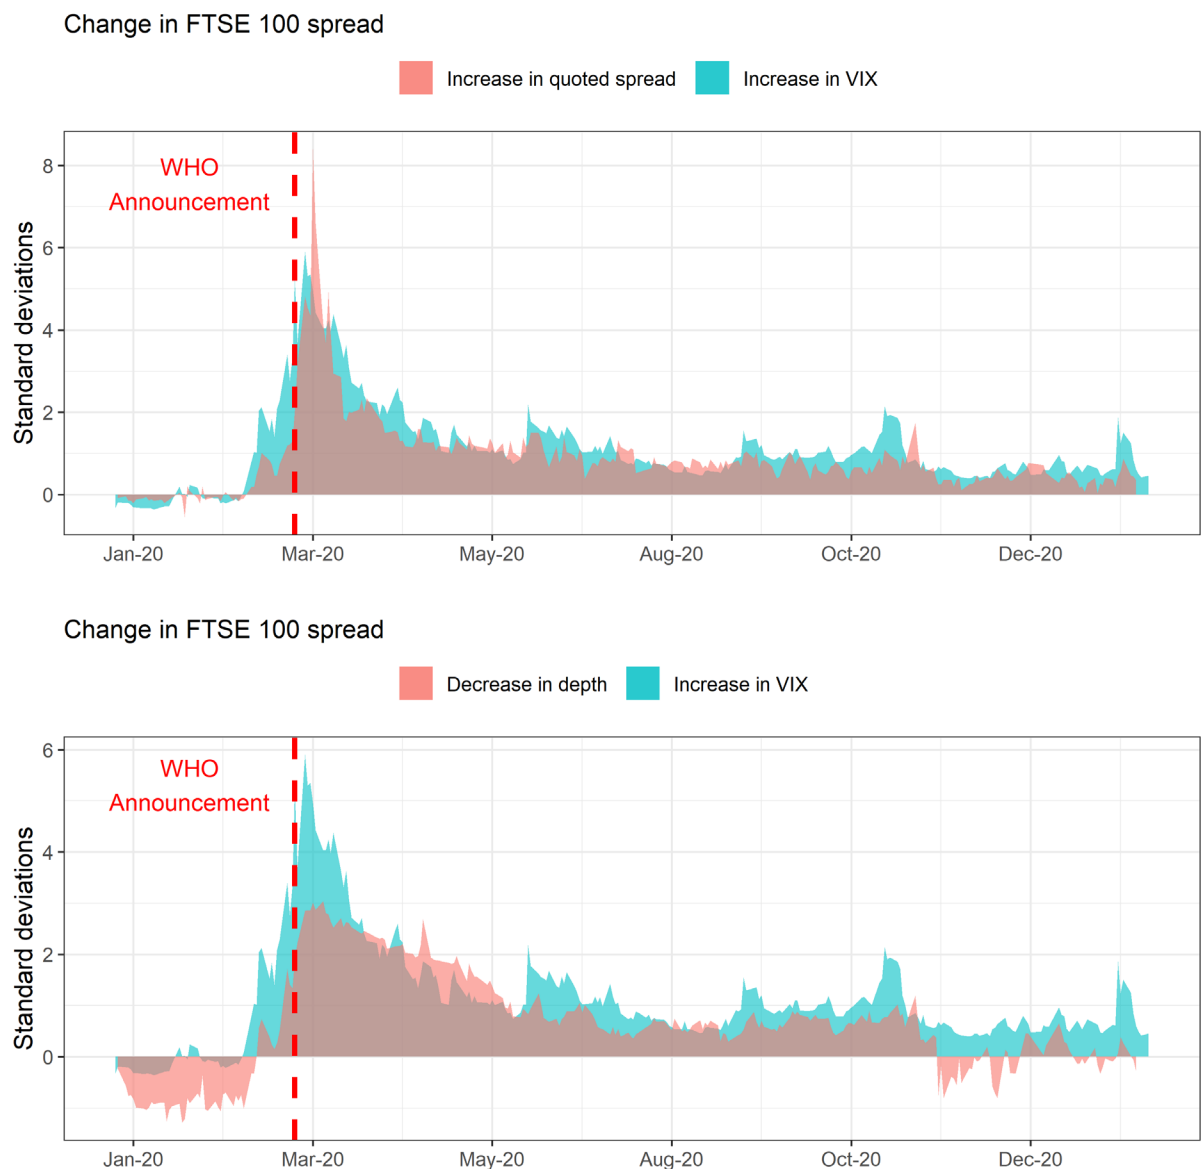 Change in FTSE 100 spread
Increase in quoted spread
Increase in VIX
WHO
Announcement
Standard deviations
8
6
4
2
0
Jan-20
Mar-20
May-20
Aug-20
Oct-20
Dec-20
Change in FTSE 100 spread
Decrease in depth
Increase in VIX
WHO
Announcement
Standard deviations
6
4
2
0
Jan-20
Mar-20
May-20
Aug-20
Oct-20
Dec-20